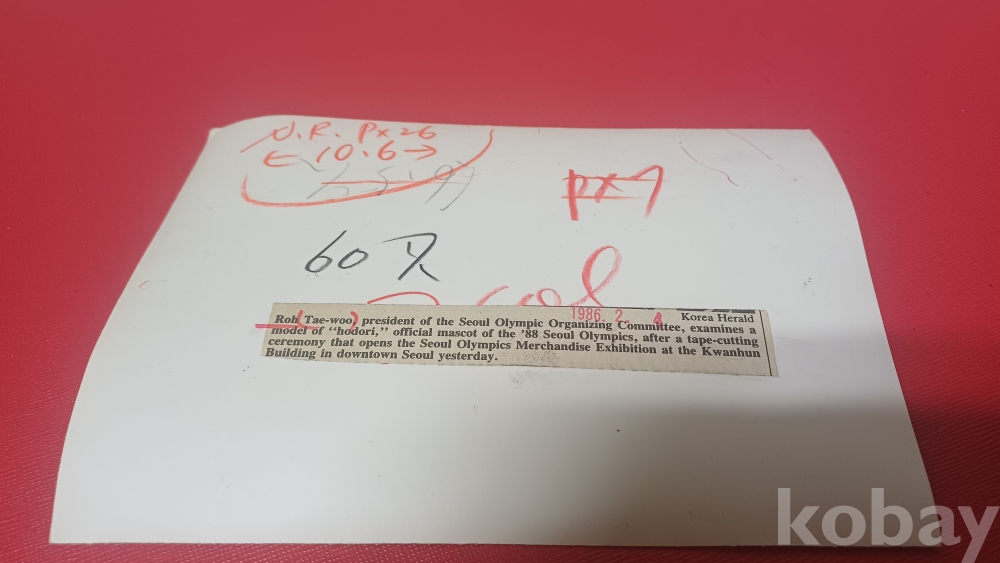 N.R. Px26
← 10.6→
px7
60
1986. 2. 4 Korea Herald
Roh (Tae-woo) president of the Seoul Olympic Organizing Committee, examines a
model of "hodori," official mascot of the '88 Seoul Olympics, after a tape-cutting
ceremony that opens the Seoul Olympics Merchandise Exhibition at the Kwanhun
Building in downtown Seoul yesterday.
kobay